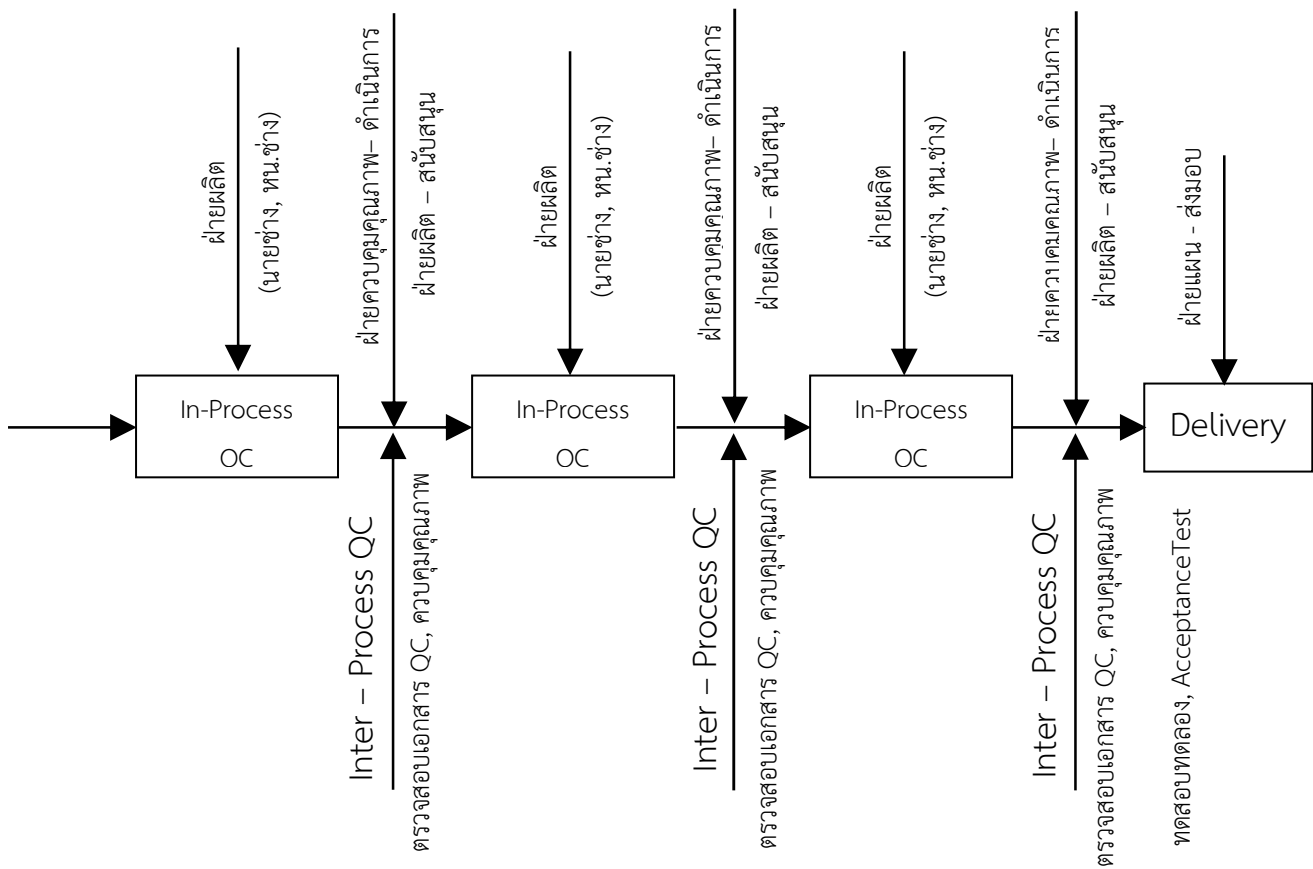 ฝ่ายผลิต
(นายช่าง, หน.ช่าง)
ฝ่ายควบคุมคุณภาพ– ดำเนินการ
ฝ่ายผลิต – สนับสนุน
ฝ่ายผลิต
(นายช่าง, หน.ช่าง)
ฝ่ายควบคุมคุณภาพ– ดำเนินการ
ฝ่ายผลิต – สนับสนุน
ฝ่ายผลิต
(นายช่าง, หน.ช่าง)
ฝ่ายควบคุมคุณภาพ– ดำเนินการ
ฝ่ายผลิต – สนับสนุน
ฝ่ายแผน - ส่งมอบ
In-Process
OC
In-Process
OC
In-Process
OC
Delivery
Inter – Process QC
ตรวจสอบเอกสาร QC, ควบคุมคุณภาพ
Inter – Process QC
ตรวจสอบเอกสาร QC, ควบคุมคุณภาพ
Inter – Process QC
ตรวจสอบเอกสาร QC, ควบคุมคุณภาพ
ทดสอบทดลอง, AcceptanceTest